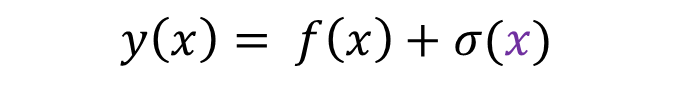 y(x) = f(x) + σ(x)